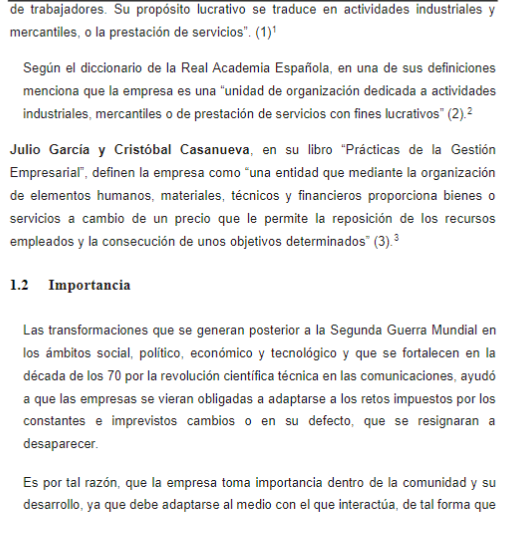 de trabajadores. Su propósito lucrativo se traduce en actividades industriales y
mercantiles, o la prestación de servicios”. (1)¹
Según el diccionario de la Real Academia Española, en una de sus definiciones
menciona que la empresa es una “unidad de organización dedicada a actividades
industriales, mercantiles o de prestación de servicios con fines lucrativos” (2).²
Julio García y Cristóbal Casanueva, en su libro “Prácticas de la Gestión
Empresarial”, definen la empresa como “una entidad que mediante la organización
de elementos humanos, materiales, técnicos y financieros proporciona bienes o
servicios a cambio de un precio que le permite la reposición de los recursos
empleados y la consecución de unos objetivos determinados” (3).³
1.2 Importancia
Las transformaciones que se generan posterior a la Segunda Guerra Mundial en
los ámbitos social, político, económico y tecnológico y que se fortalecen en la
década de los 70 por la revolución científica técnica en las comunicaciones, ayudó
a que las empresas se vieran obligadas a adaptarse a los retos impuestos por los
constantes e imprevistos cambios o en su defecto, que se resignaran a
desaparecer.
Es por tal razón, que la empresa toma importancia dentro de la comunidad y su
desarrollo, ya que debe adaptarse al medio con el que interactúa, de tal forma que